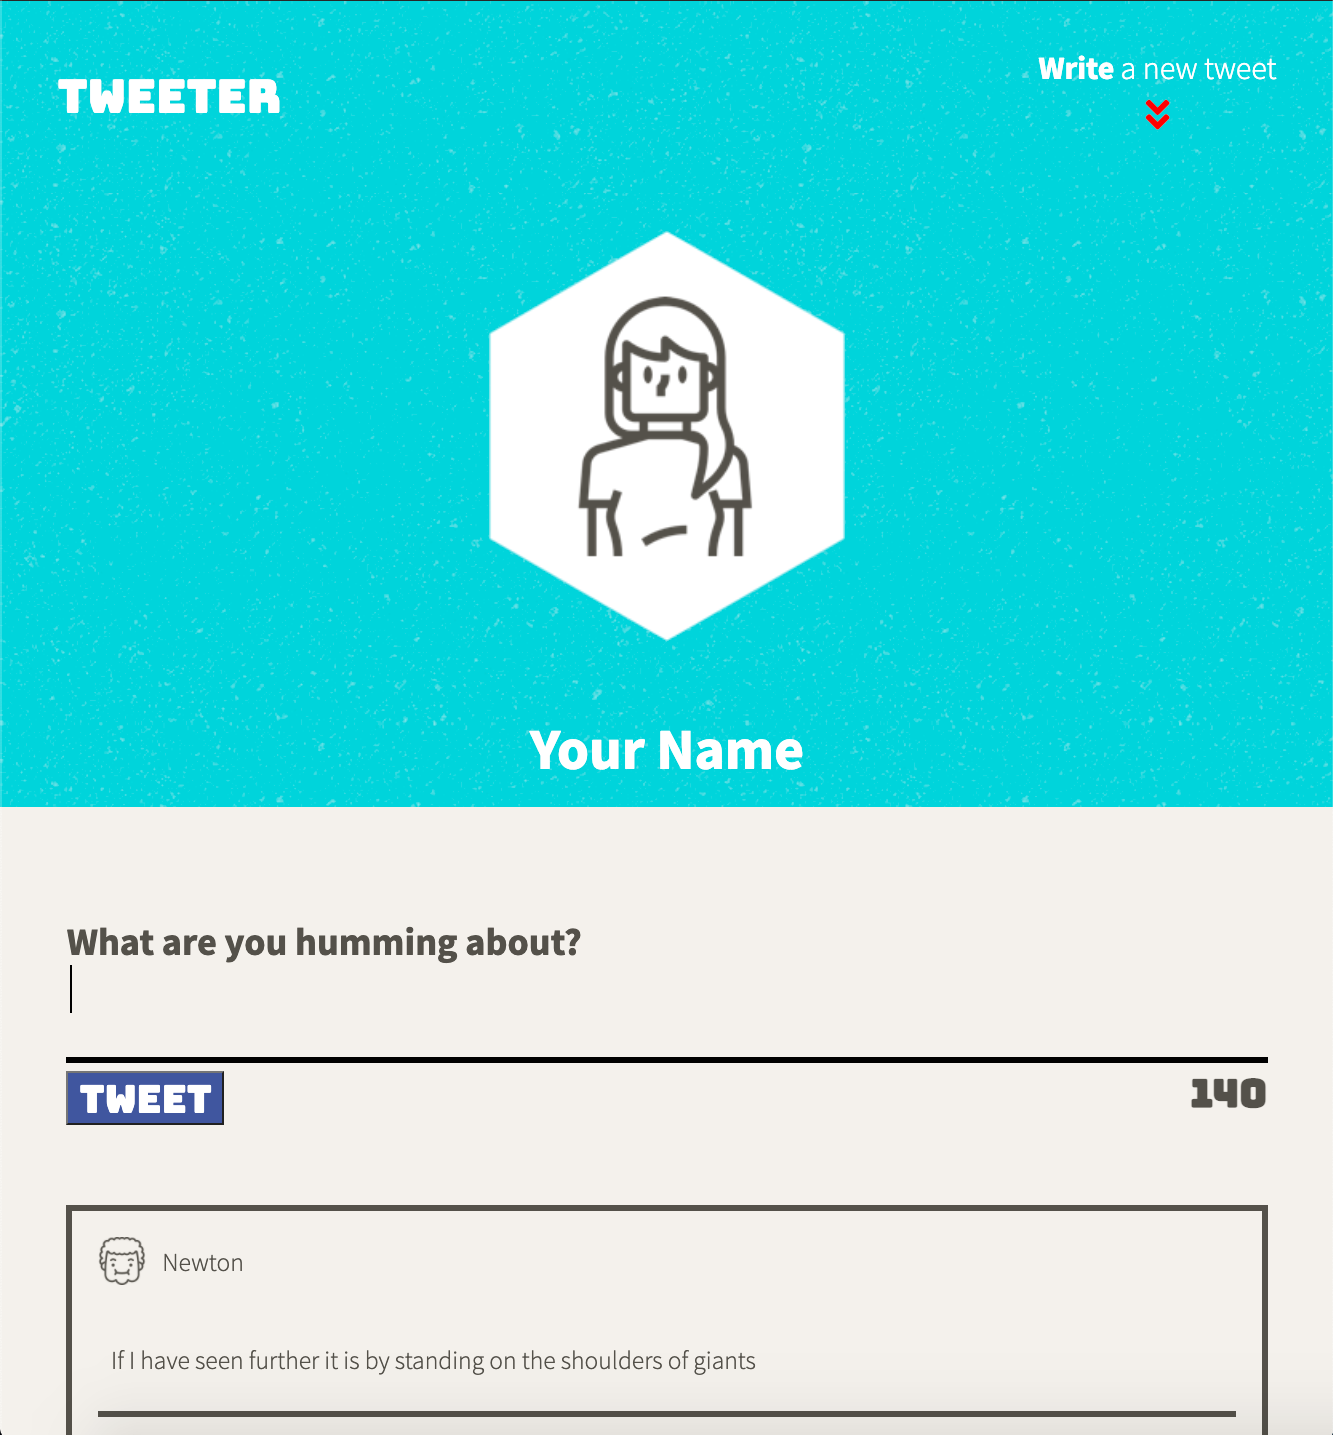 TWEETER
Write a new tweet
Your Name
What are you humming about?
TWEET
140
Newton
If I have seen further it is by standing on the shoulders of giants